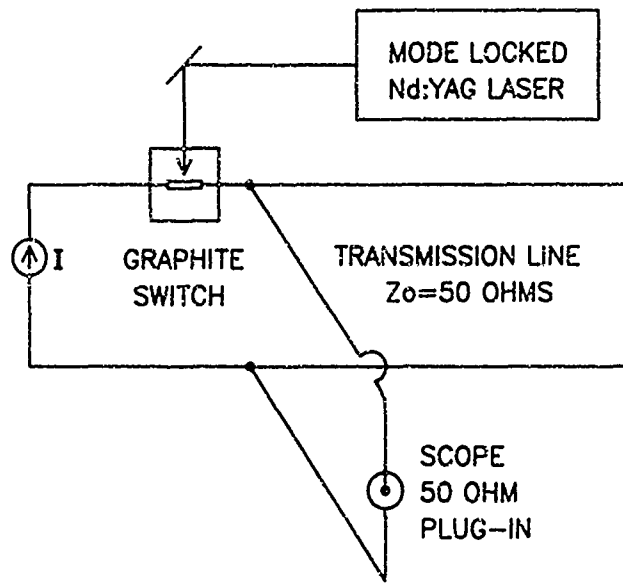 MODE LOCKED
Nd:YAG LASER
I
GRAPHITE
SWITCH
TRANSMISSION LINE
Zo=50 OHMS
SCOPE
50 OHM
PLUG-IN